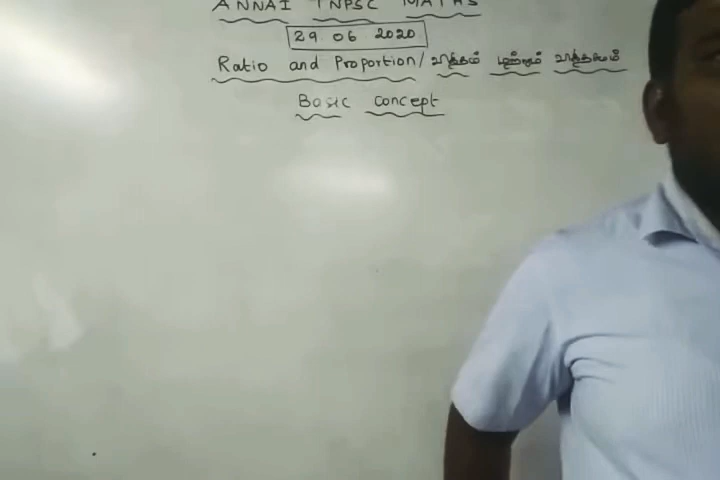 ANNAI TNPSC MATHS
29 06 2020
Ratio and Proportion / விகிதம் மற்றும் விகிதசமம்
Basic concept